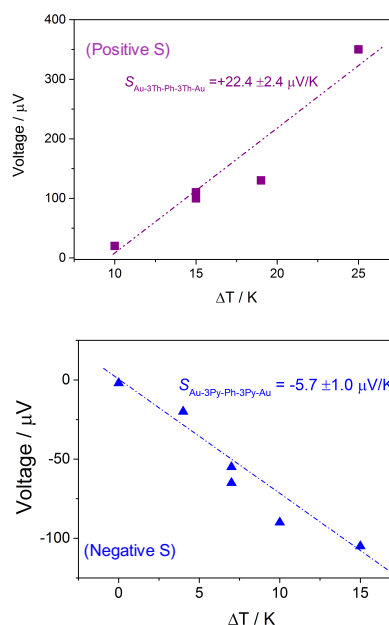 400
300
200
100
0
Voltage / μV
(Positive S)
S Au-3Th-Ph-3Th-Au =+22.4 ±2.4 μV/K
10 15 20 25
ΔT / K
0
-50
-100
Voltage / μV
S Au-3Py-Ph-3Py-Au = -5.7 ±1.0 μV/K
(Negative S)
0 5 10 15
ΔT / K